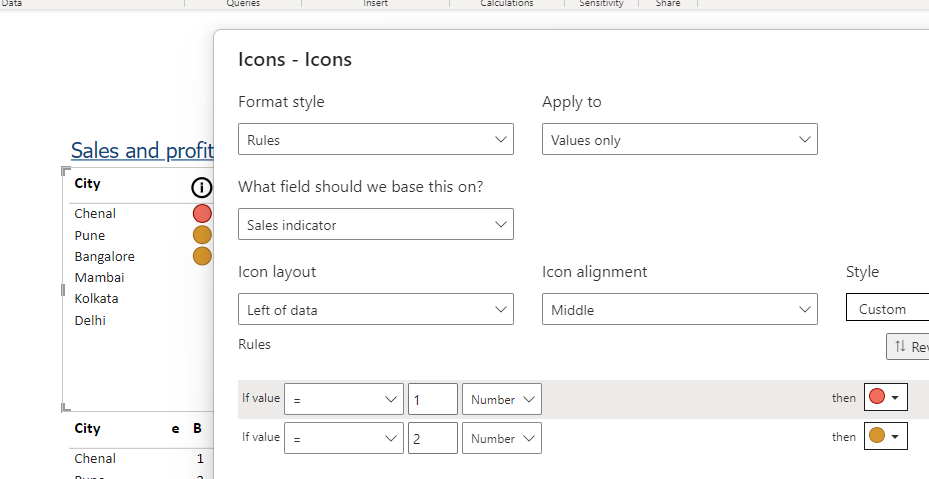 Data Queries Insert Calculations Sensitivity Share
Icons - Icons
Format style Apply to
Rules Values only
Sales and profit
City
What field should we base this on?
Chenal
Sales indicator
Pune
Bangalore
Icon layout Icon alignment Style
Mambai
Kolkata
Left of data Middle Custom
Delhi
Rules Rev
If value = 1 Number then
City e B
If value = 2 Number then
Chenal 1